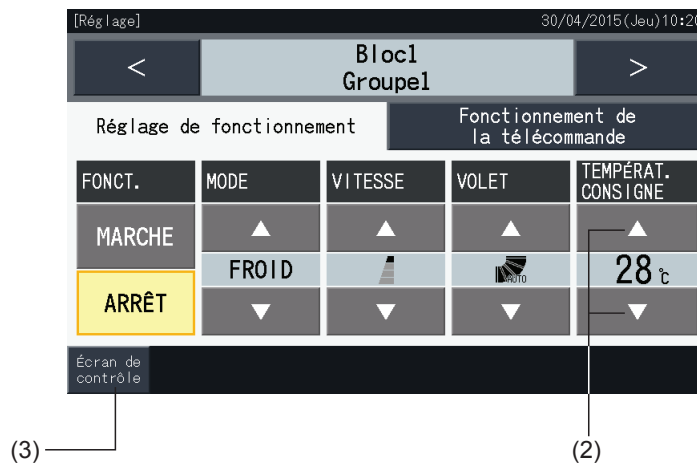 [Réglage]
30/04/2015(Jeu)10:20
<
Bloc1
Groupe1
>
Réglage de fonctionnement
Fonctionnement de
la télécommande
FONCT.
MODE
VITESSE
VOLET
TEMPÉRAT.
CONSIGNE
MARCHE
ARRÊT
FROID
AUTO
28 ℃
Écran de
contrôle
(3)
(2)